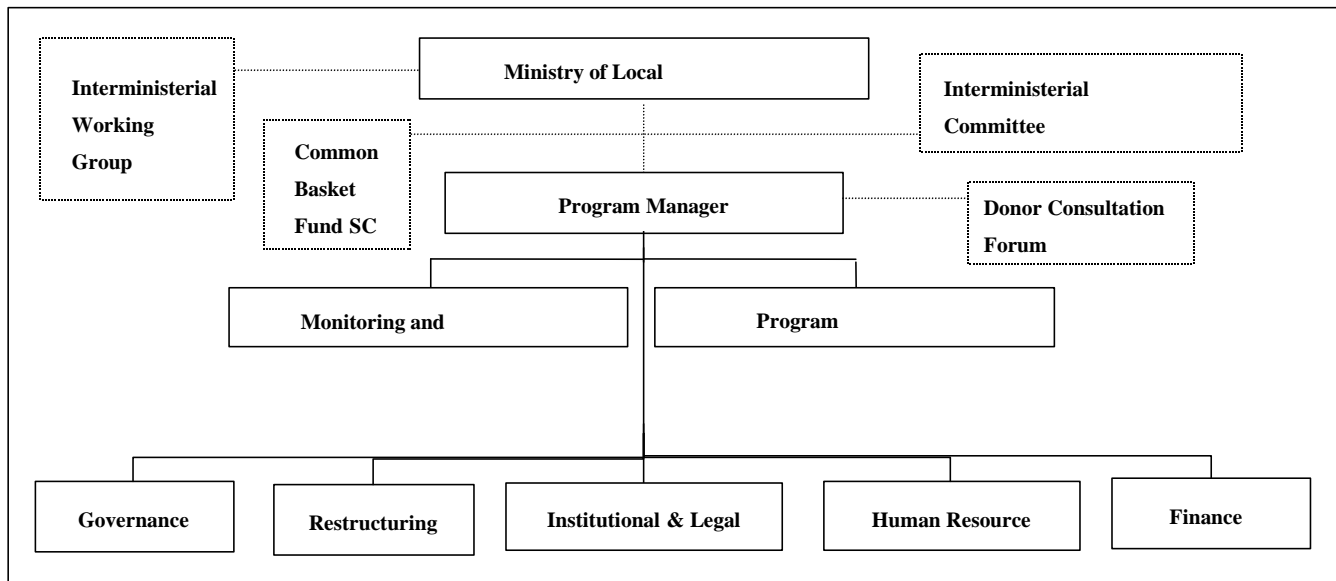 Ministry of Local
Interministerial
Working
Group
Interministerial
Committee
Common
Basket
Fund SC
Program Manager
Donor Consultation
Forum
Monitoring and
Program
Governance
Restructuring
Institutional & Legal
Human Resource
Finance